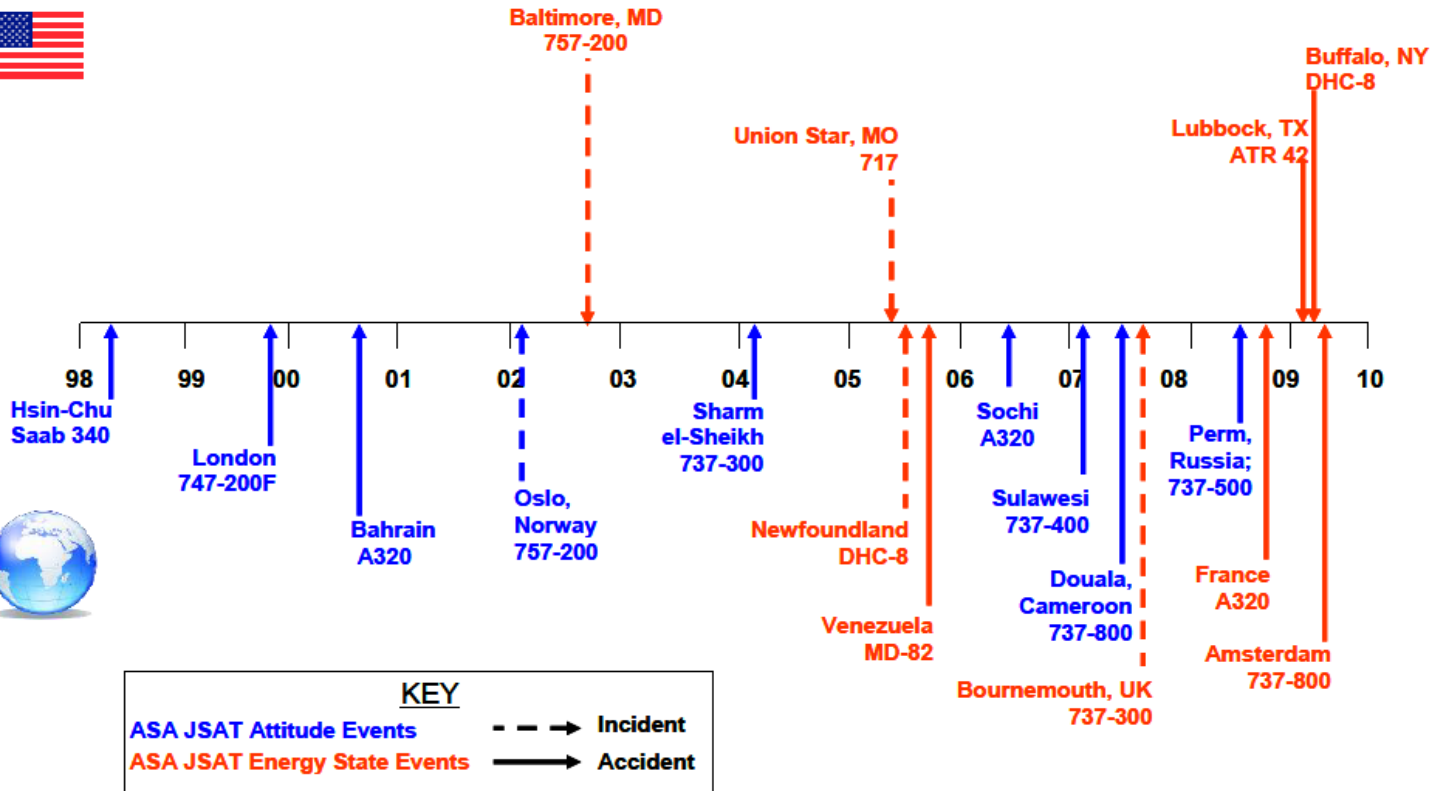 Baltimore, MD
757-200
Buffalo, NY
DHC-8
Lubbock, TX
ATR 42
Union Star, MO
717
98 99 00 01 02 03 04 05 06 07 08 09 10
Hsin-Chu
Saab 340
London
747-200F
Bahrain
A320
Oslo,
Norway
757-200
Sharm
el-Sheikh
737-300
Newfoundland
DHC-8
Venezuela
MD-82
Sochi
A320
Sulawesi
737-400
Douala,
Cameroon
737-800
Bournemouth, UK
737-300
Perm,
Russia;
737-500
France
A320
Amsterdam
737-800
KEY
ASA JSAT Attitude Events Incident
ASA JSAT Energy State Events Accident